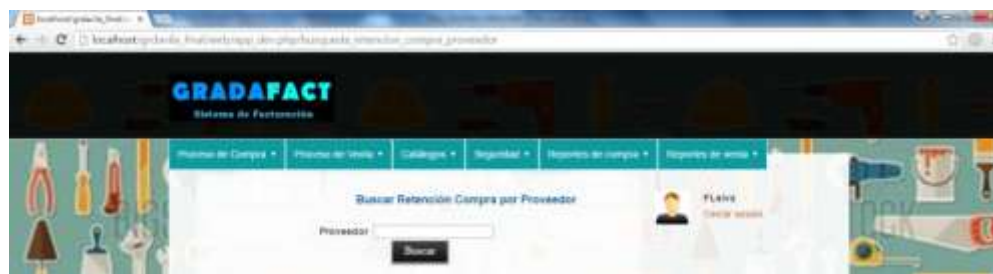 GRADAFACT
Sistema de Facturación
Proceso de Compra Proceso de Venta Catálogos Seguridad Reportes de compra Reportes de venta
Buscar Retención Compra por Proveedor
Cerrar sesión
Proveedor
Buscar